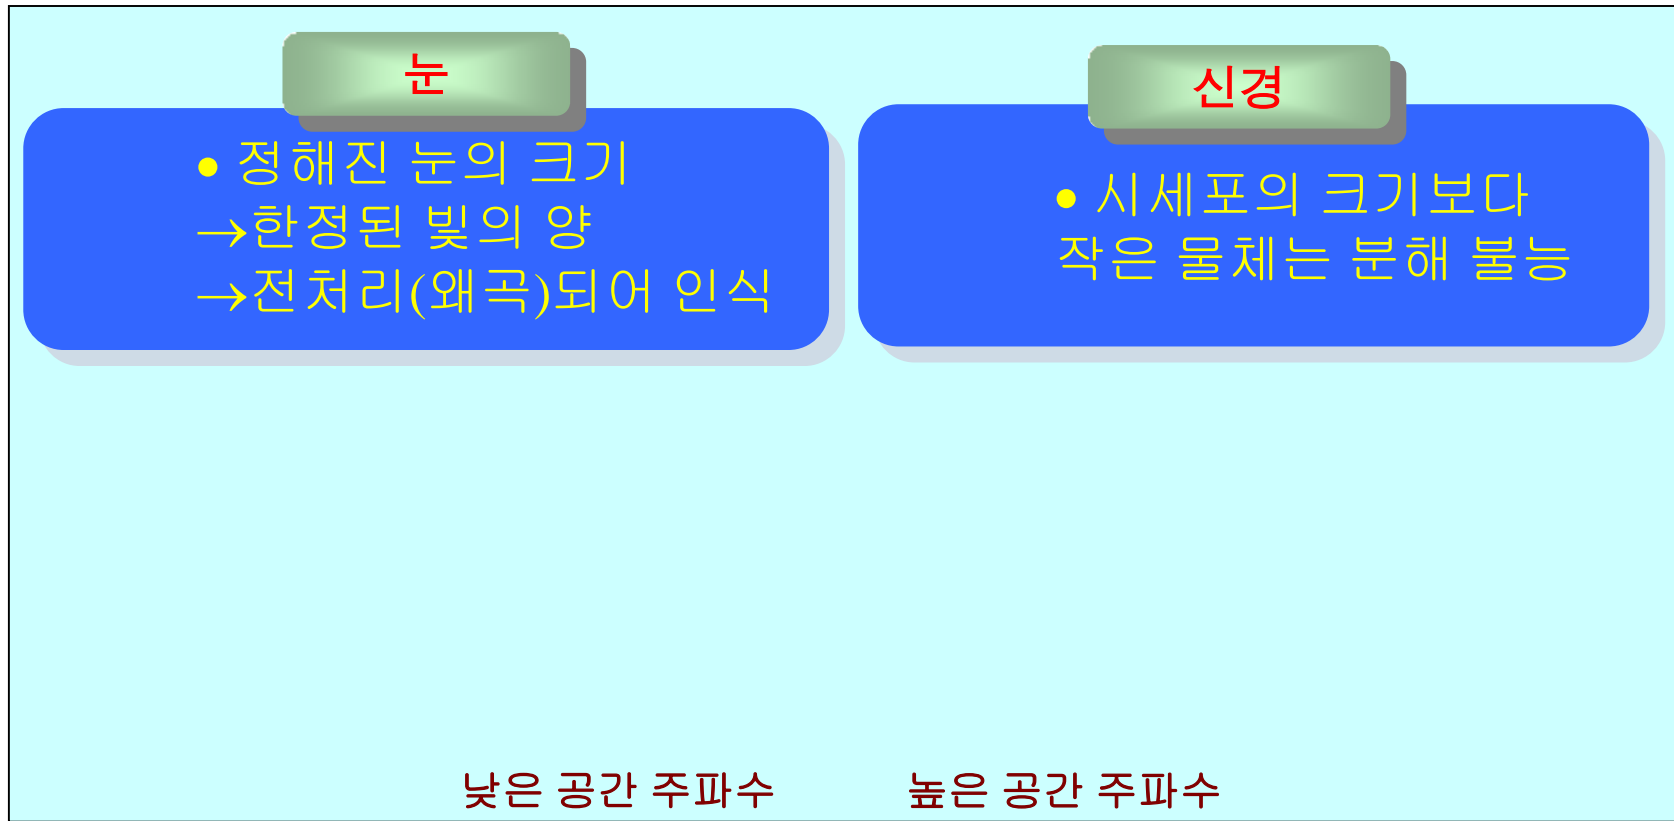 눈
• 정해진 눈의 크기
→한정된 빛의 양
→전처리(왜곡)되어 인식
신경
• 시세포의 크기보다
작은 물체는 분해 불능
낮은 공간 주파수
높은 공간 주파수